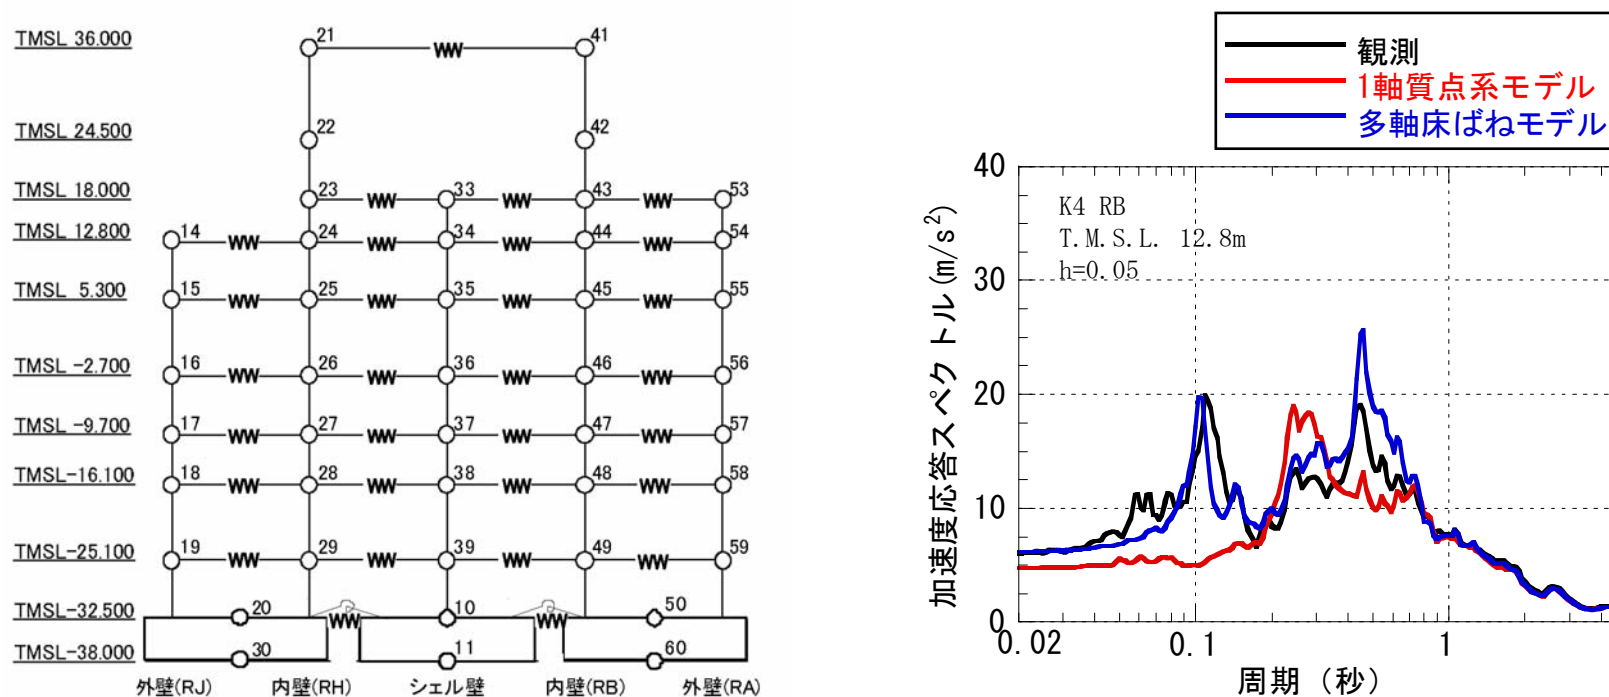 TMSL 36.000
21
41
TMSL 24.500
22
42
TMSL 18.000
23
33
43
53
TMSL 12.800
14
24
34
44
54
TMSL 5.300
15
25
35
45
55
TMSL -2.700
16
26
36
46
56
TMSL -9.700
17
27
37
47
57
TMSL-16.100
18
28
38
48
58
TMSL-25.100
19
29
39
49
59
TMSL-32.500
20
10
50
TMSL-38.000
30
11
60
外壁(RJ)
内壁(RH)
シェル壁
内壁(RB)
外壁(RA)
観測
1軸質点系モデル
多軸床ばねモデル
加速度応答スペクトル(m/s²)
40
30
20
10
0
K4 RB
T.M.S.L. 12.8m
h=0.05
0.02
0.1
1
周期（秒）